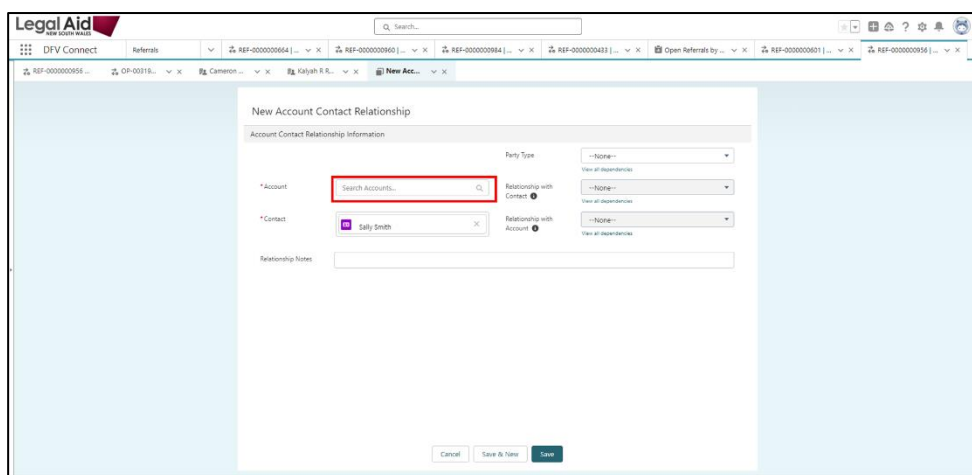 Legal Aid
NEW SOUTH WALES
Search...
DFV Connect
Referrals
REF-0000000664 | ...
REF-0000000960 | ...
REF-0000000984 | ...
REF-0000000433 | ...
Open Referrals by ...
REF-0000000601 | ...
REF-0000000956 | ...
REF-0000000956 ...
OP-00319...
Cameron ...
Kalyah R R...
New Acc...
New Account Contact Relationship
Account Contact Relationship Information
Party Type
--None--
View all dependencies
*Account
Search Accounts...
Relationship with
Contact
--None--
View all dependencies
*Contact
Sally Smith
Relationship with
Account
--None--
View all dependencies
Relationship Notes
Cancel
Save & New
Save